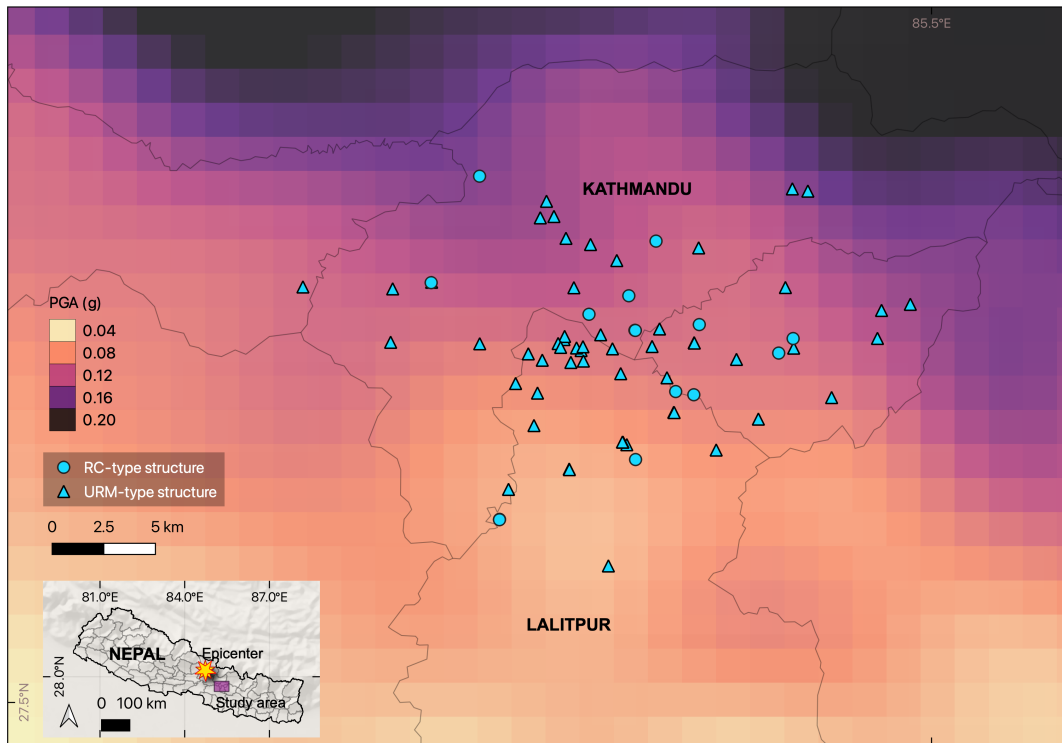 85.5°E
KATHMANDU
PGA (g)
0.04
0.08
0.12
0.16
0.20
RC-type structure
URM-type structure
0 2.5 5 km
81.0°E 84.0°E 87.0°E
NEPAL
Epicenter
28.0°N
Study area
0 100 km
LALITPUR
27.5°N